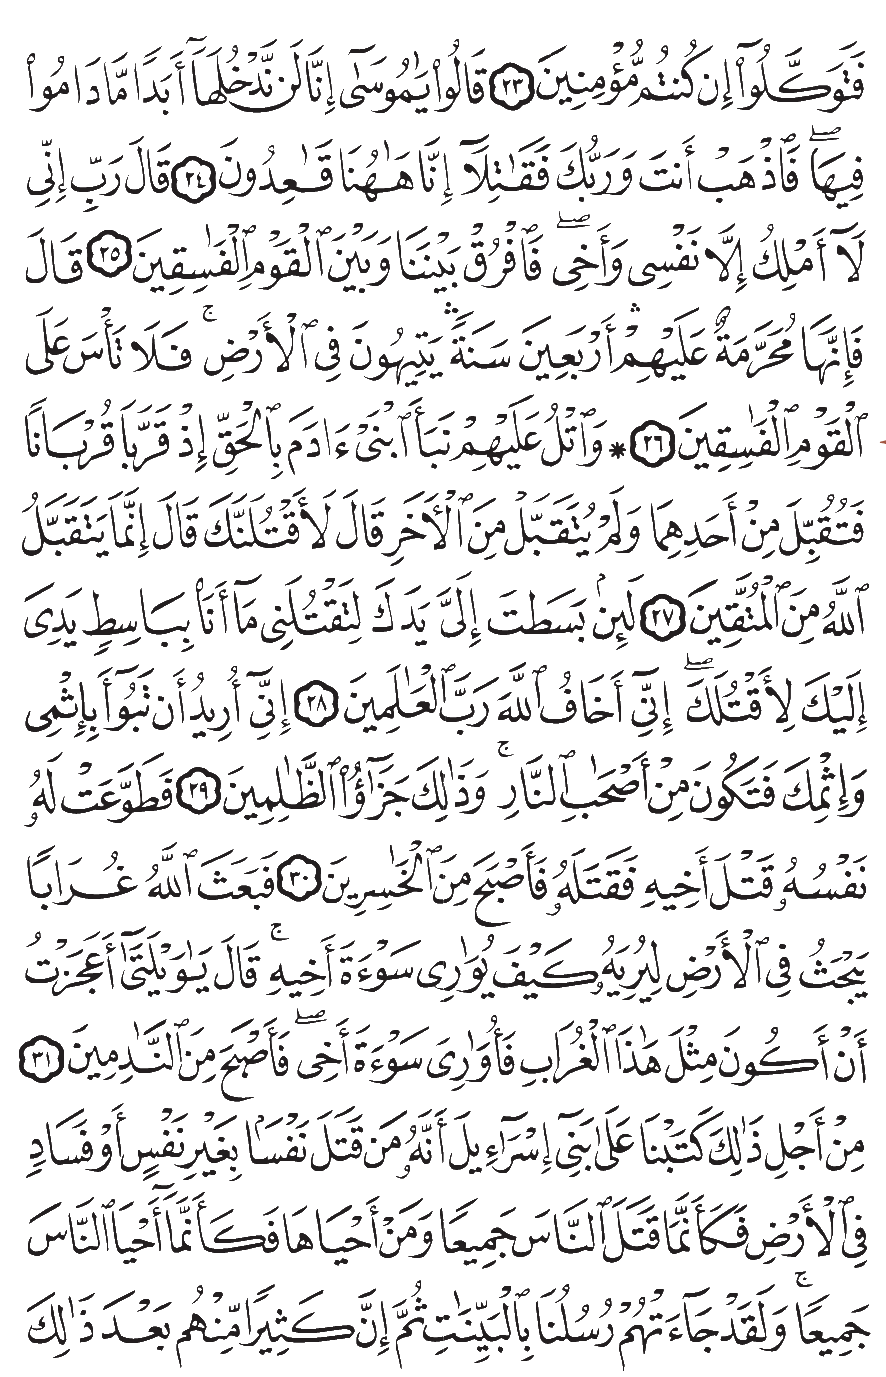 فَتَوَكَّلُوٓا۟ إِن كُنتُم مُّؤْمِنِينَ ٢٣ قَالُوا۟ يَٰمُوسَىٰٓ إِنَّا لَن نَّدْخُلَهَآ أَبَدًا مَّا دَامُوا۟
فِيهَا ۖ فَٱذْهَبْ أَنتَ وَرَبُّكَ فَقَٰتِلَآ إِنَّا هَٰهُنَا قَٰعِدُونَ ٢٤ قَالَ رَبِّ إِنِّى
لَآ أَمْلِكُ إِلَّا نَفْسِى وَأَخِى ۖ فَٱفْرُقْ بَيْنَنَا وَبَيْنَ ٱلْقَوْمِ ٱلْفَٰسِقِينَ ٢٥ قَالَ
فَإِنَّهَا مُحَرَّمَةٌ عَلَيْهِمْ ۛ أَرْبَعِينَ سَنَةً ۛ يَتِيهُونَ فِى ٱلْأَرْضِ ۚ فَلَا تَأْسَ عَلَى
ٱلْقَوْمِ ٱلْفَٰسِقِينَ ٢٦ * وَٱتْلُ عَلَيْهِمْ نَبَأَ ٱبْنَىْ ءَادَمَ بِٱلْحَقِّ إِذْ قَرَّبَا قُرْبَانًا
فَتُقُبِّلَ مِنْ أَحَدِهِمَا وَلَمْ يُتَقَبَّلْ مِنَ ٱلْأَخَرِ قَالَ لَأَقْتُلَنَّكَ قَالَ إِنَّمَا يَتَقَبَّلُ
ٱللَّهُ مِنَ ٱلْمُتَّقِينَ ٢٧ لَئِنۢ بَسَطتَ إِلَىَّ يَدَكَ لِتَقْتُلَنِى مَآ أَنَا۠ بِبَاسِطٍ يَدِىَ
إِلَيْكَ لِأَقْتُلَكَ ۖ إِنِّىٓ أَخَافُ ٱللَّهَ رَبَّ ٱلْعَٰلَمِينَ ٢٨ إِنِّىٓ أُرِيدُ أَن تَبُوٓأَ بِإِثْمِى
وَإِثْمِكَ فَتَكُونَ مِنْ أَصْحَٰبِ ٱلنَّارِ ۚ وَذَٰلِكَ جَزَٰٓؤُا۟ ٱلظَّٰلِمِينَ ٢٩ فَطَوَّعَتْ لَهُۥ
نَفْسُهُۥ قَتْلَ أَخِيهِ فَقَتَلَهُۥ فَأَصْبَحَ مِنَ ٱلْخَٰسِرِينَ ٣٠ فَبَعَثَ ٱللَّهُ غُرَابًا
يَبْحَثُ فِى ٱلْأَرْضِ لِيُرِيَهُۥ كَيْفَ يُوَٰرِى سَوْءَةَ أَخِيهِ ۚ قَالَ يَٰوَيْلَتَىٰٓ أَعَجَزْتُ
أَنْ أَكُونَ مِثْلَ هَٰذَا ٱلْغُرَابِ فَأُوَٰرِىَ سَوْءَةَ أَخِى ۖ فَأَصْبَحَ مِنَ ٱلنَّٰدِمِينَ ٣١
مِنْ أَجْلِ ذَٰلِكَ كَتَبْنَا عَلَىٰ بَنِىٓ إِسْرَٰٓءِيلَ أَنَّهُۥ مَن قَتَلَ نَفْسًۢا بِغَيْرِ نَفْسٍ أَوْ فَسَادٍ
فِى ٱلْأَرْضِ فَكَأَنَّمَا قَتَلَ ٱلنَّاسَ جَمِيعًا وَمَنْ أَحْيَاهَا فَكَأَنَّمَآ أَحْيَا ٱلنَّاسَ
جَمِيعًا ۚ وَلَقَدْ جَآءَتْهُمْ رُسُلُنَا بِٱلْبَيِّنَٰتِ ثُمَّ إِنَّ كَثِيرًا مِّنْهُم بَعْدَ ذَٰلِكَ